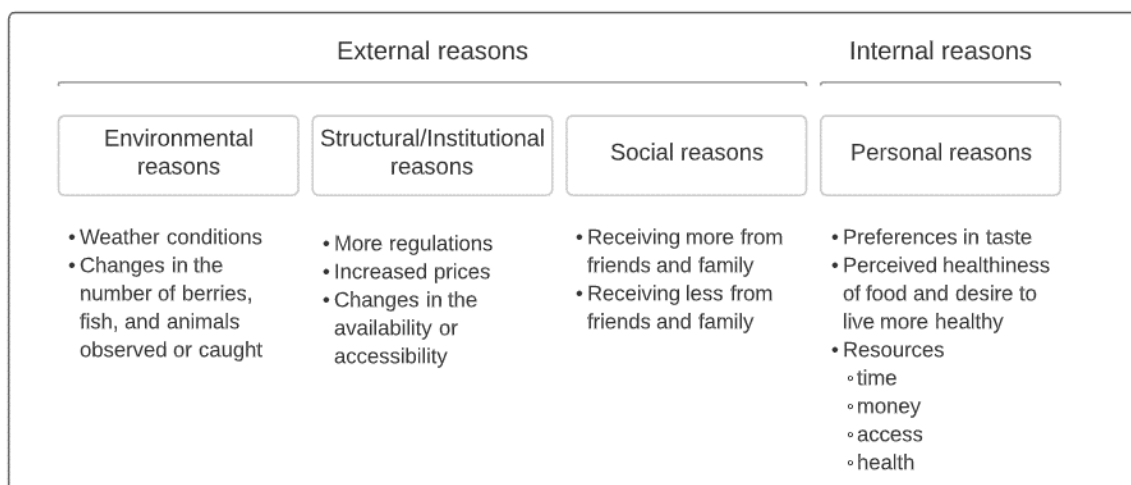 External reasons
Internal reasons
Environmental
reasons
Structural/Institutional
reasons
Social reasons
Personal reasons
• Weather conditions
• Changes in the
number of berries,
fish, and animals
observed or caught
• More regulations
• Increased prices
• Changes in the
availability or
accessibility
• Receiving more from
friends and family
• Receiving less from
friends and family
• Preferences in taste
• Perceived healthiness
of food and desire to
live more healthy
• Resources
◦ time
◦ money
◦ access
◦ health